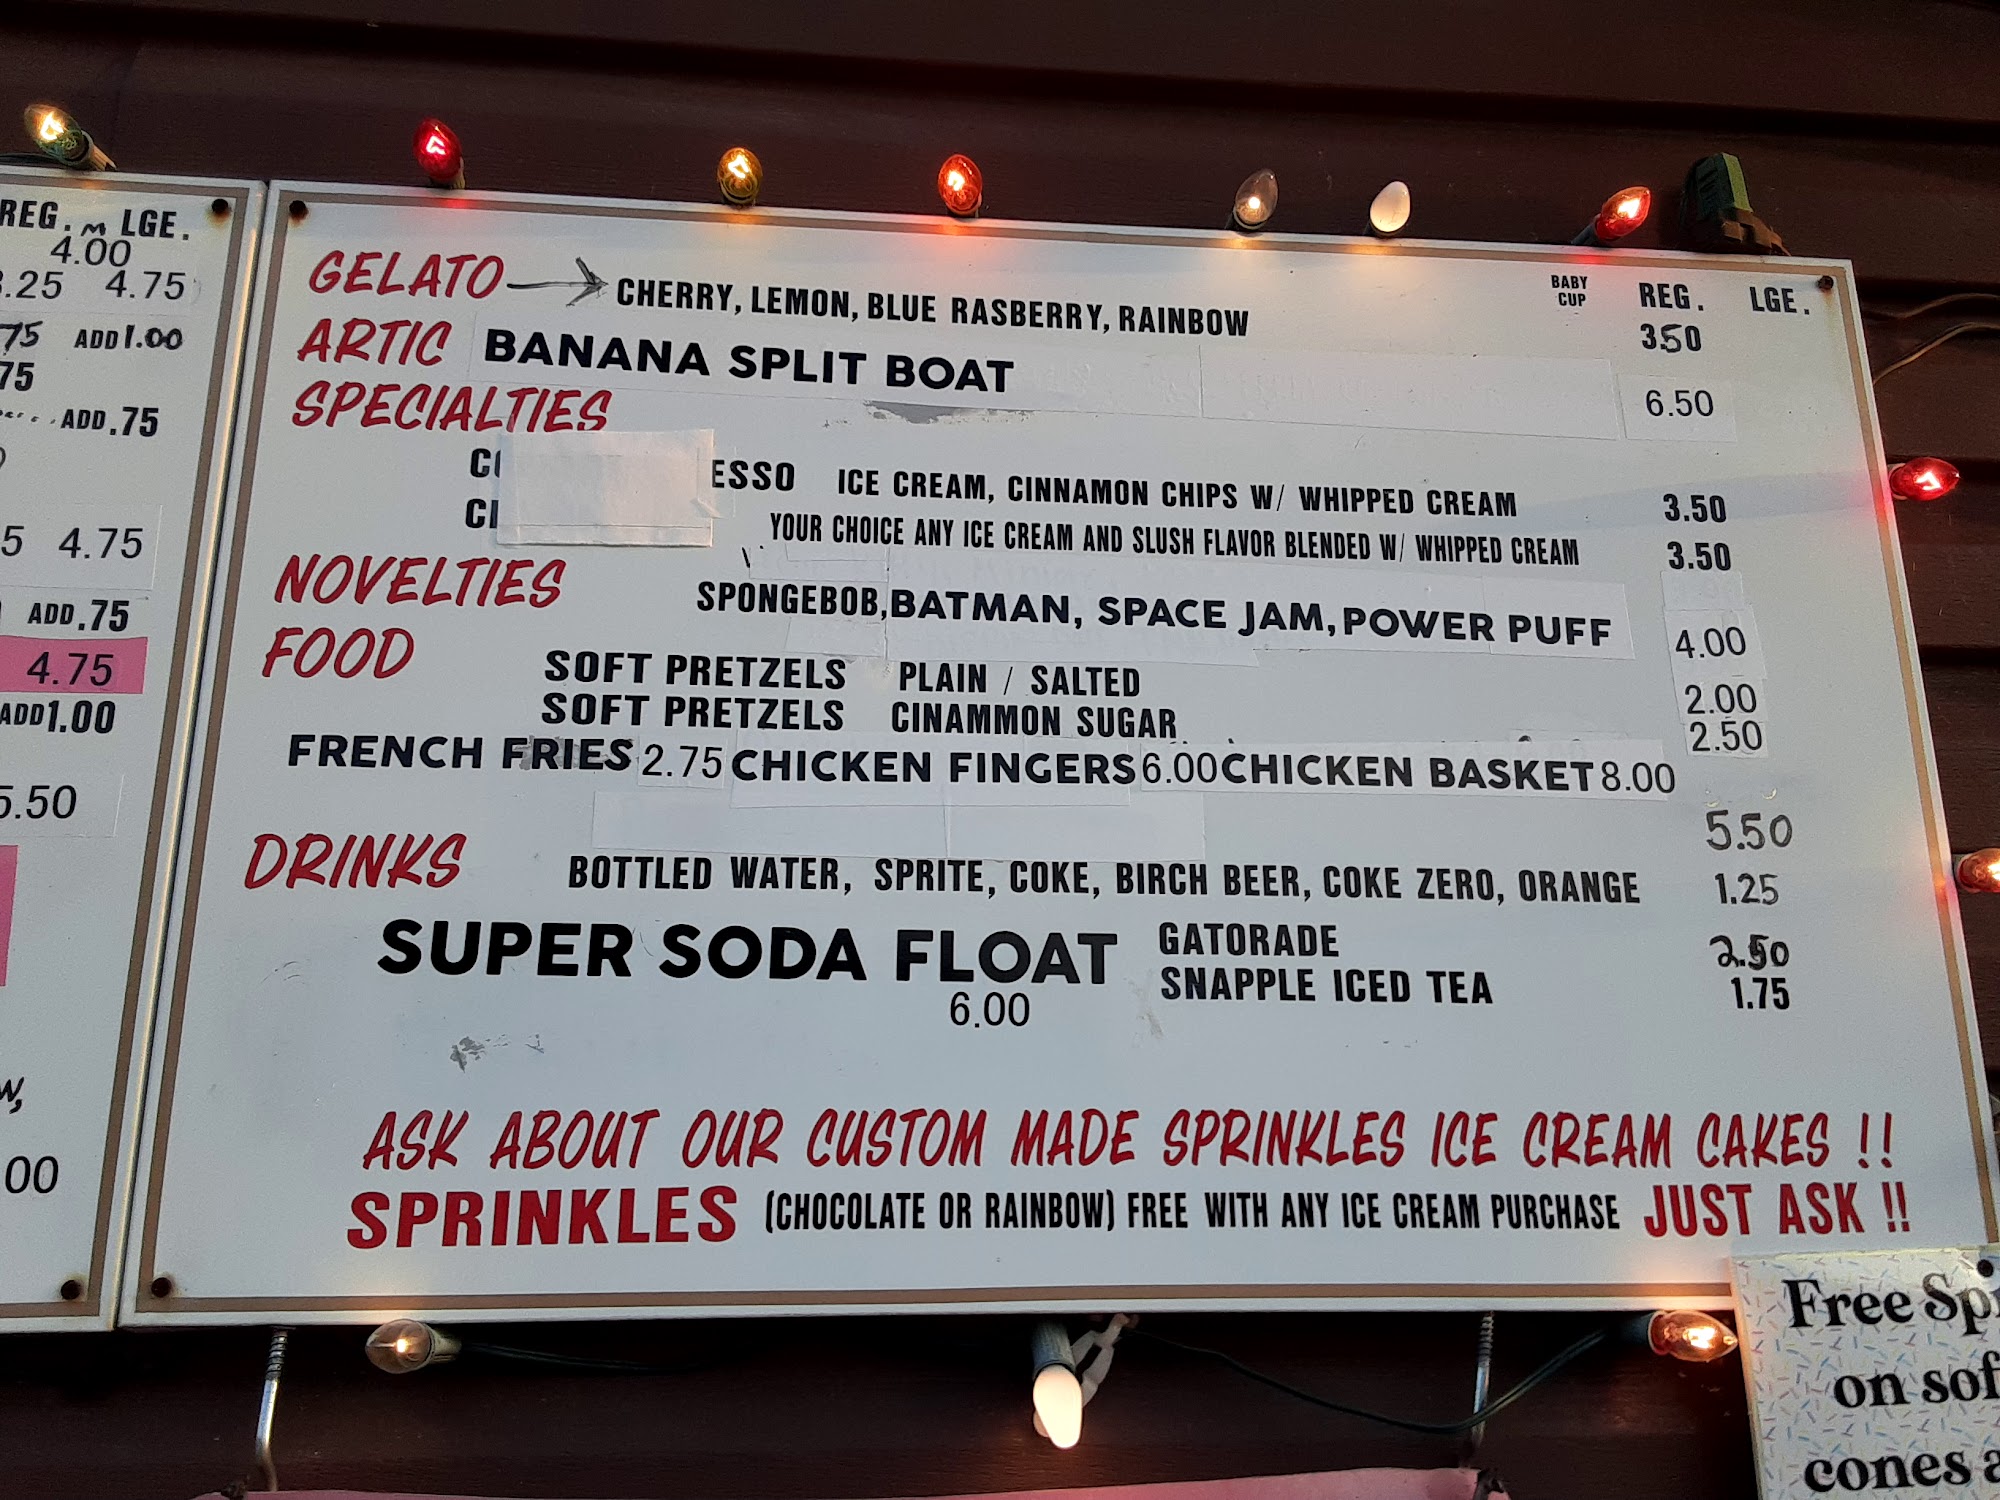 REG. M LGE.
4.00
.25 4.75
75 ADD 1.00
75
ADD .75
5 4.75
ADD .75
4.75
ADD 1.00
5.50
W,
.00
BABY CUP REG. LGE.
GELATO CHERRY, LEMON, BLUE RASBERRY, RAINBOW 3.50
ARTIC BANANA SPLIT BOAT 6.50
SPECIALTIES
ESSO ICE CREAM, CINNAMON CHIPS W/ WHIPPED CREAM 3.50
YOUR CHOICE ANY ICE CREAM AND SLUSH FLAVOR BLENDED W/ WHIPPED CREAM 3.50
NOVELTIES SPONGEBOB, BATMAN, SPACE JAM, POWER PUFF 4.00
FOOD SOFT PRETZELS PLAIN / SALTED 2.00
SOFT PRETZELS CINAMMON SUGAR 2.50
FRENCH FRIES 2.75 CHICKEN FINGERS 6.00 CHICKEN BASKET 8.00
5.50
DRINKS BOTTLED WATER, SPRITE, COKE, BIRCH BEER, COKE ZERO, ORANGE 1.25
SUPER SODA FLOAT GATORADE 2.50
SNAPPLE ICED TEA 1.75
6.00
ASK ABOUT OUR CUSTOM MADE SPRINKLES ICE CREAM CAKES !!
SPRINKLES (CHOCOLATE OR RAINBOW) FREE WITH ANY ICE CREAM PURCHASE JUST ASK !!
Free Sp
on sof
cones a